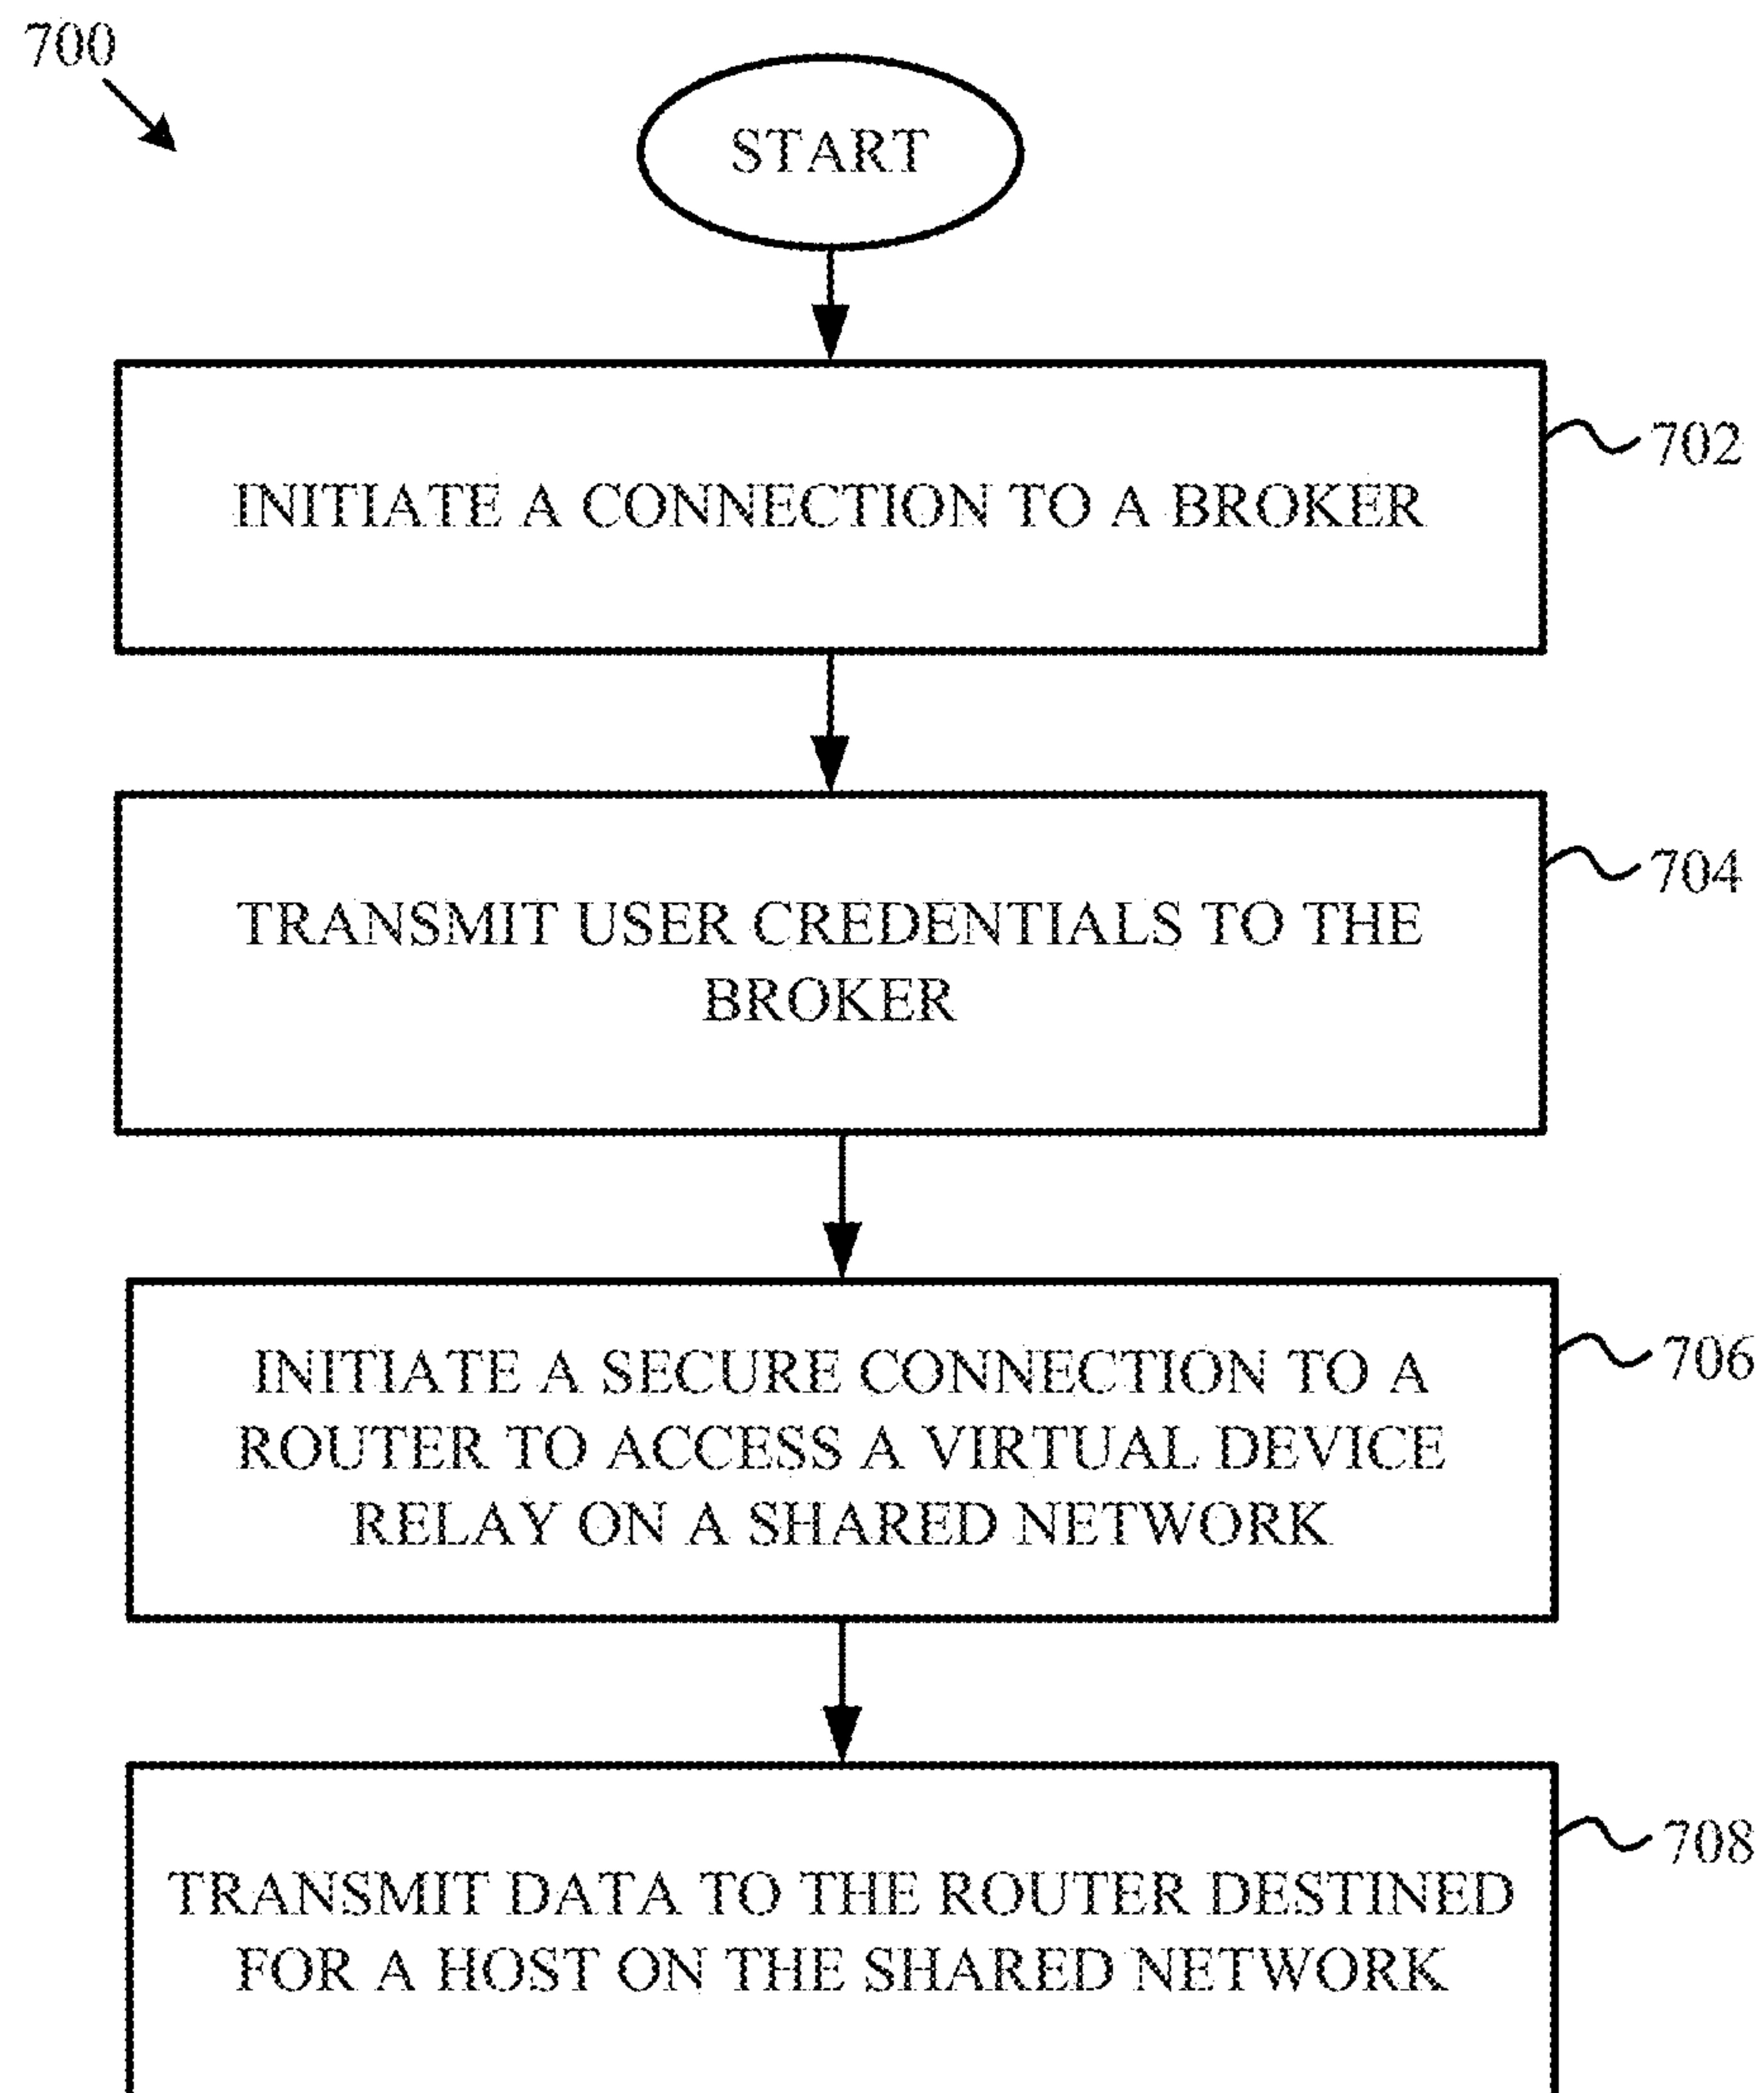 700
START
INITIATE A CONNECTION TO A BROKER
702
TRANSMIT USER CREDENTIALS TO THE
BROKER
704
INITIATE A SECURE CONNECTION TO A
ROUTER TO ACCESS A VIRTUAL DEVICE
RELAY ON A SHARED NETWORK
706
TRANSMIT DATA TO THE ROUTER DESTINED
FOR A HOST ON THE SHARED NETWORK
708